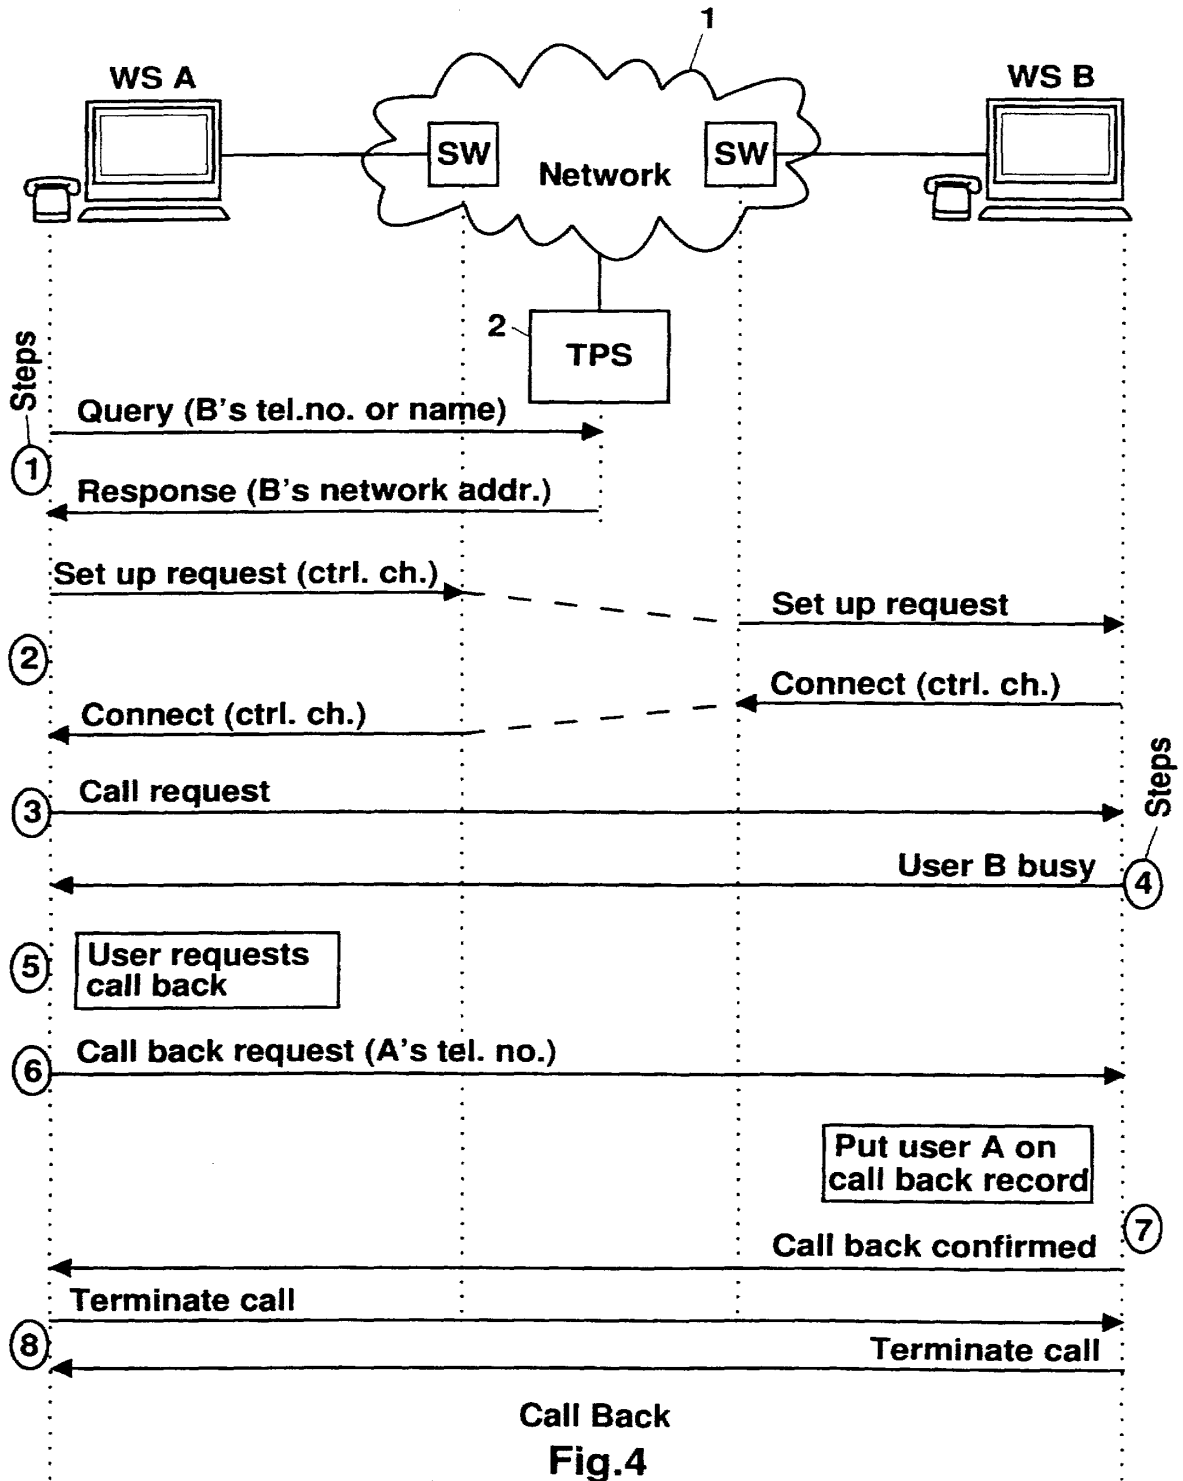 1
WS A
WS B
SW
SW
Network
2
TPS
Steps
Query (B's tel.no. or name)
1
Response (B's network addr.)
Set up request (ctrl. ch.)
Set up request
2
Connect (ctrl. ch.)
Connect (ctrl. ch.)
Steps
Call request
3
User B busy
4
5
User requests
call back
Call back request (A's tel. no.)
6
Put user A on
call back record
7
Call back confirmed
Terminate call
8
Terminate call
Call Back
Fig.4